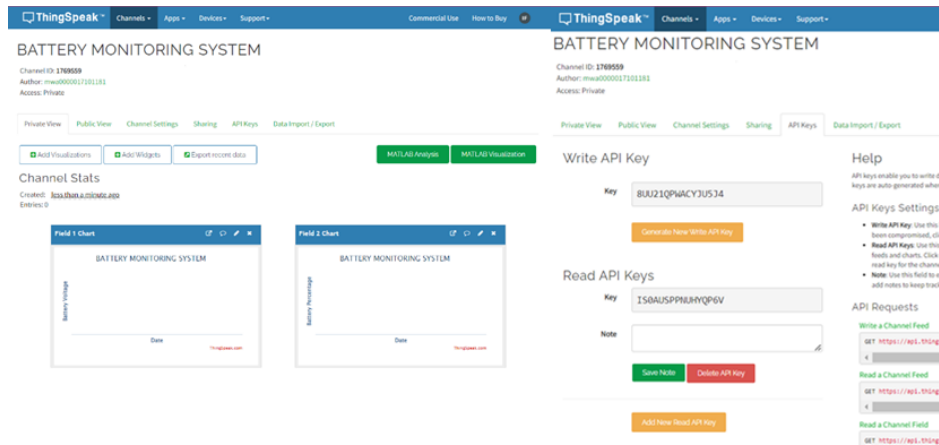 ThingSpeak™ Channels Apps Devices Support Commercial Use How to Buy
BATTERY MONITORING SYSTEM
Channel ID: 1769559
Author: mwa0000017101181
Access: Private
Private View Public View Channel Settings Sharing API Keys Data Import / Export
Add Visualizations Add Widgets Export recent data MATLAB Analysis MATLAB Visualization
Channel Stats
Created: less than a minute ago
Entries: 0
Field 1 Chart
BATTERY MONITORING SYSTEM
Battery Voltage
Date
ThingSpeak.com
Field 2 Chart
BATTERY MONITORING SYSTEM
Battery Percentage
Date
ThingSpeak.com
ThingSpeak™ Channels Apps Devices Support
BATTERY MONITORING SYSTEM
Channel ID: 1769559
Author: mwa0000017101181
Access: Private
Private View Public View Channel Settings Sharing API Keys Data Import / Export
Write API Key
Key 8UU21QPWACYJU5J4
Generate New Write API Key
Read API Keys
Key IS0AUSPPNUHYQP6V
Note
Save Note Delete API Key
Add New Read API Key
Help
API keys enable you to write d
keys are auto-generated when
API Keys Settings
Write API Key: Use this
been compromised, cli
Read API Keys: Use this
feeds and charts. Click
read key for the channe
Note: Use this field to e
add notes to keep track
API Requests
Write a Channel Feed
GET https://api.thing
Read a Channel Feed
GET https://api.thing
Read a Channel Field
GET https://api.thing